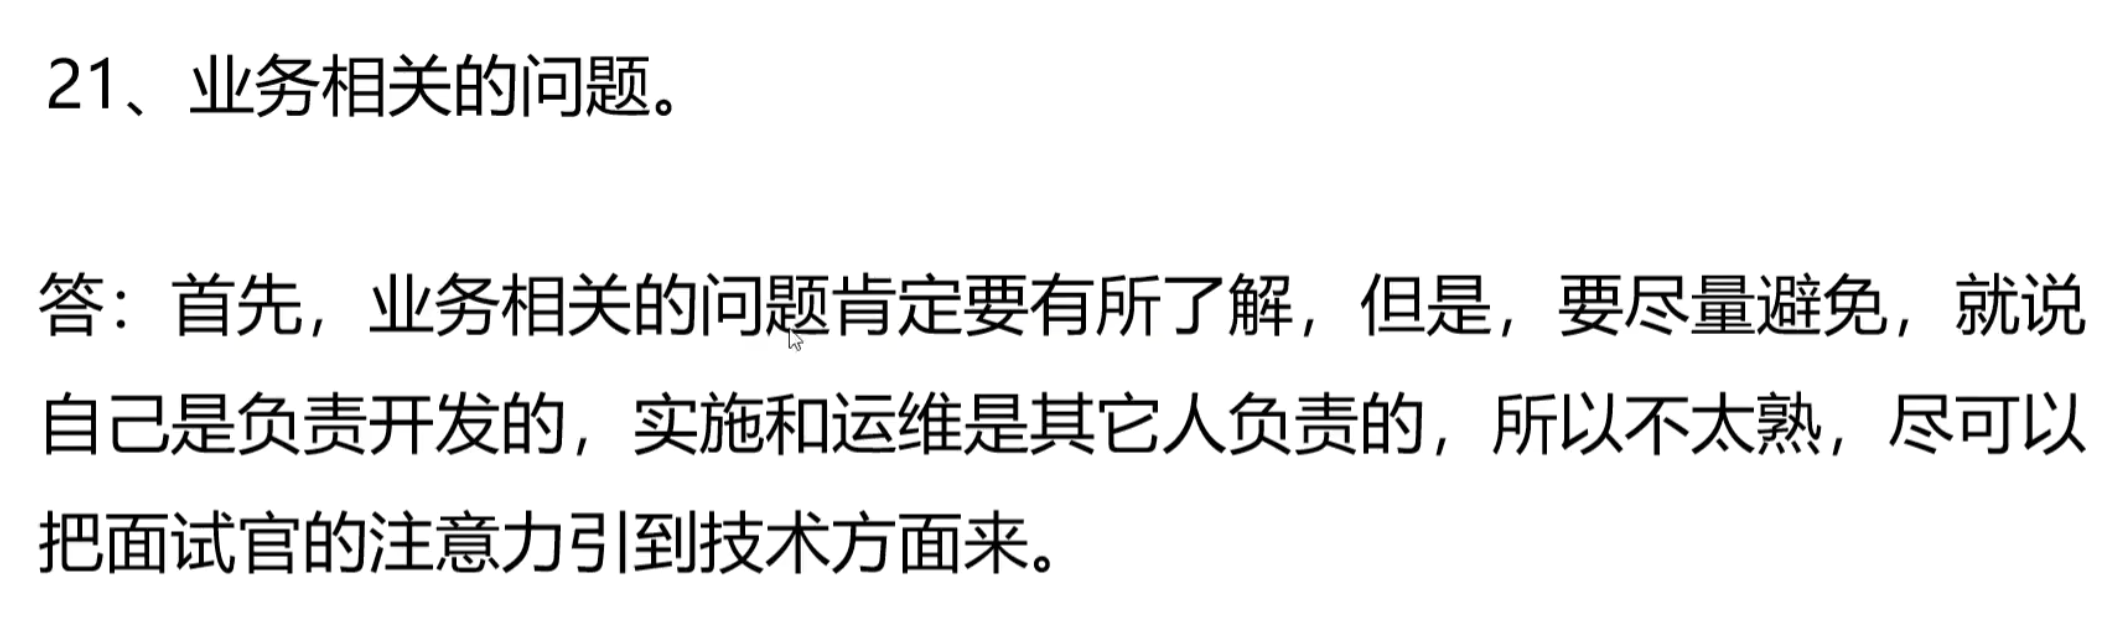 21、业务相关的问题。
答：首先，业务相关的问题肯定要有所了解，但是，要尽量避免，就说
自己是负责开发的，实施和运维是其它人负责的，所以不太熟，尽可以
把面试官的注意力引到技术方面来。